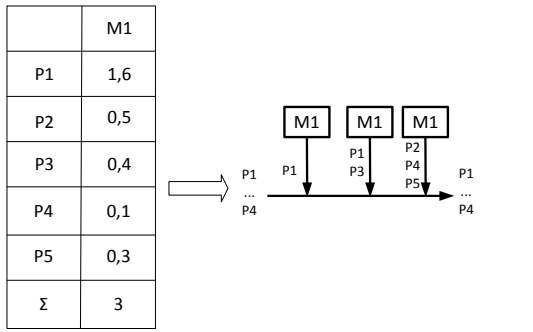 M1
P1 1,6
P2 0,5
P3 0,4
P4 0,1
P5 0,3
Σ 3
M1 M1 M1
P1
...
P4
P1
P1
P3
P2
P4
P5
P1
...
P4